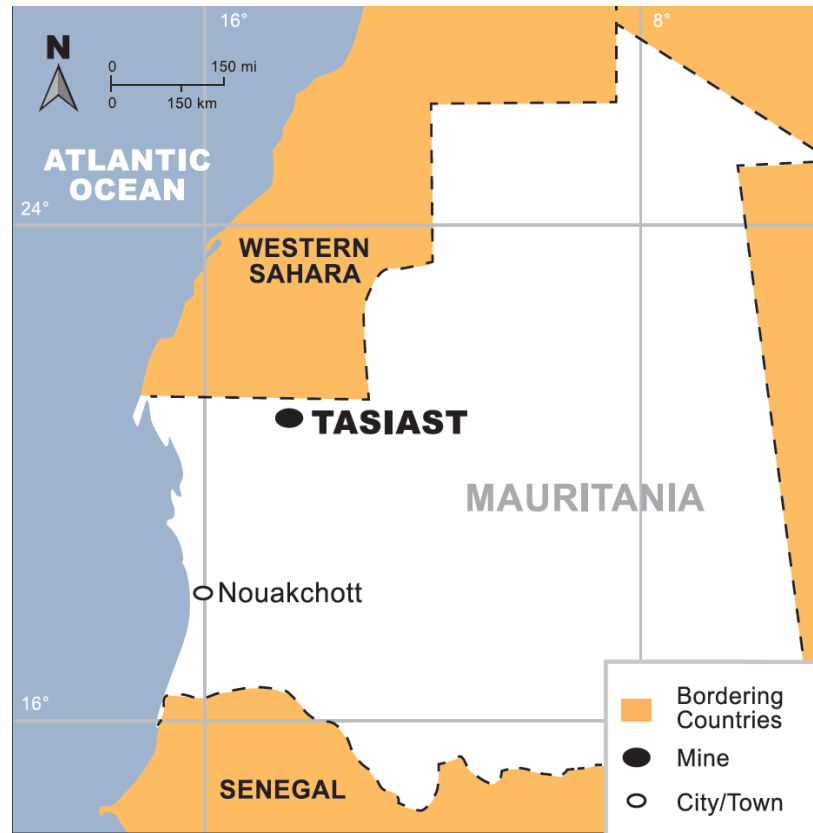 16°
8°
N
0 150 mi
0 150 km
ATLANTIC
OCEAN
24°
WESTERN
SAHARA
TASIAST
MAURITANIA
Nouakchott
16°
SENEGAL
Bordering
Countries
Mine
City/Town